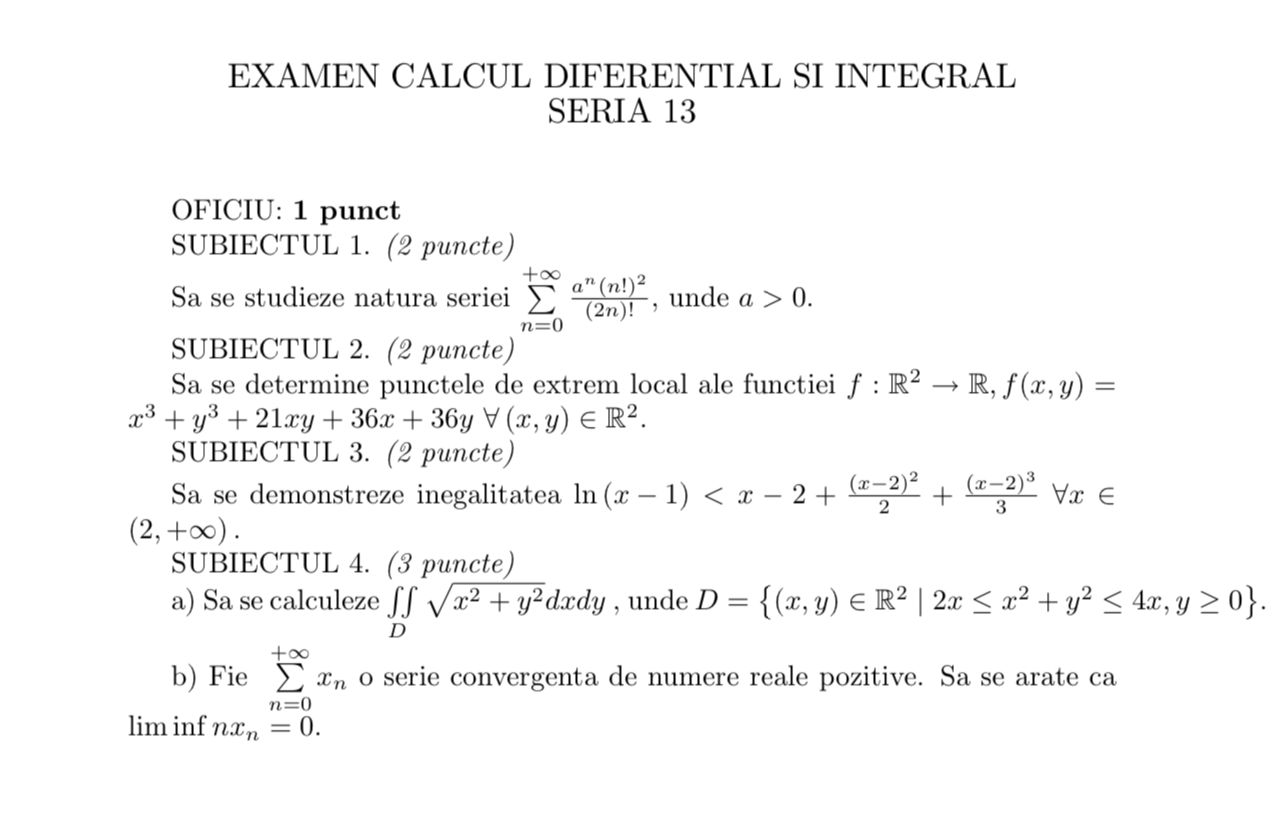 EXAMEN CALCUL DIFERENTIAL SI INTEGRAL
SERIA 13
OFICIU: 1 punct
SUBIECTUL 1. (2 puncte)
Sa se studieze natura seriei $\sum_{n=0}^{+\infty} \frac{a^n(n!)^2}{(2n)!}$, unde $a > 0$.
SUBIECTUL 2. (2 puncte)
Sa se determine punctele de extrem local ale functiei $f : \mathbb{R}^2 \to \mathbb{R}, f(x, y) =$
$x^3 + y^3 + 21xy + 36x + 36y \; \forall (x, y) \in \mathbb{R}^2$.
SUBIECTUL 3. (2 puncte)
Sa se demonstreze inegalitatea $\ln(x-1) < x - 2 + \frac{(x-2)^2}{2} + \frac{(x-2)^3}{3} \; \forall x \in$
$(2, +\infty)$.
SUBIECTUL 4. (3 puncte)
a) Sa se calculeze $\iint_D \sqrt{x^2 + y^2} dxdy$ , unde $D = \{(x, y) \in \mathbb{R}^2 \mid 2x \leq x^2 + y^2 \leq 4x, y \geq 0\}$.
b) Fie $\sum_{n=0}^{+\infty} x_n$ o serie convergenta de numere reale pozitive. Sa se arate ca
$\liminf nx_n = 0$.